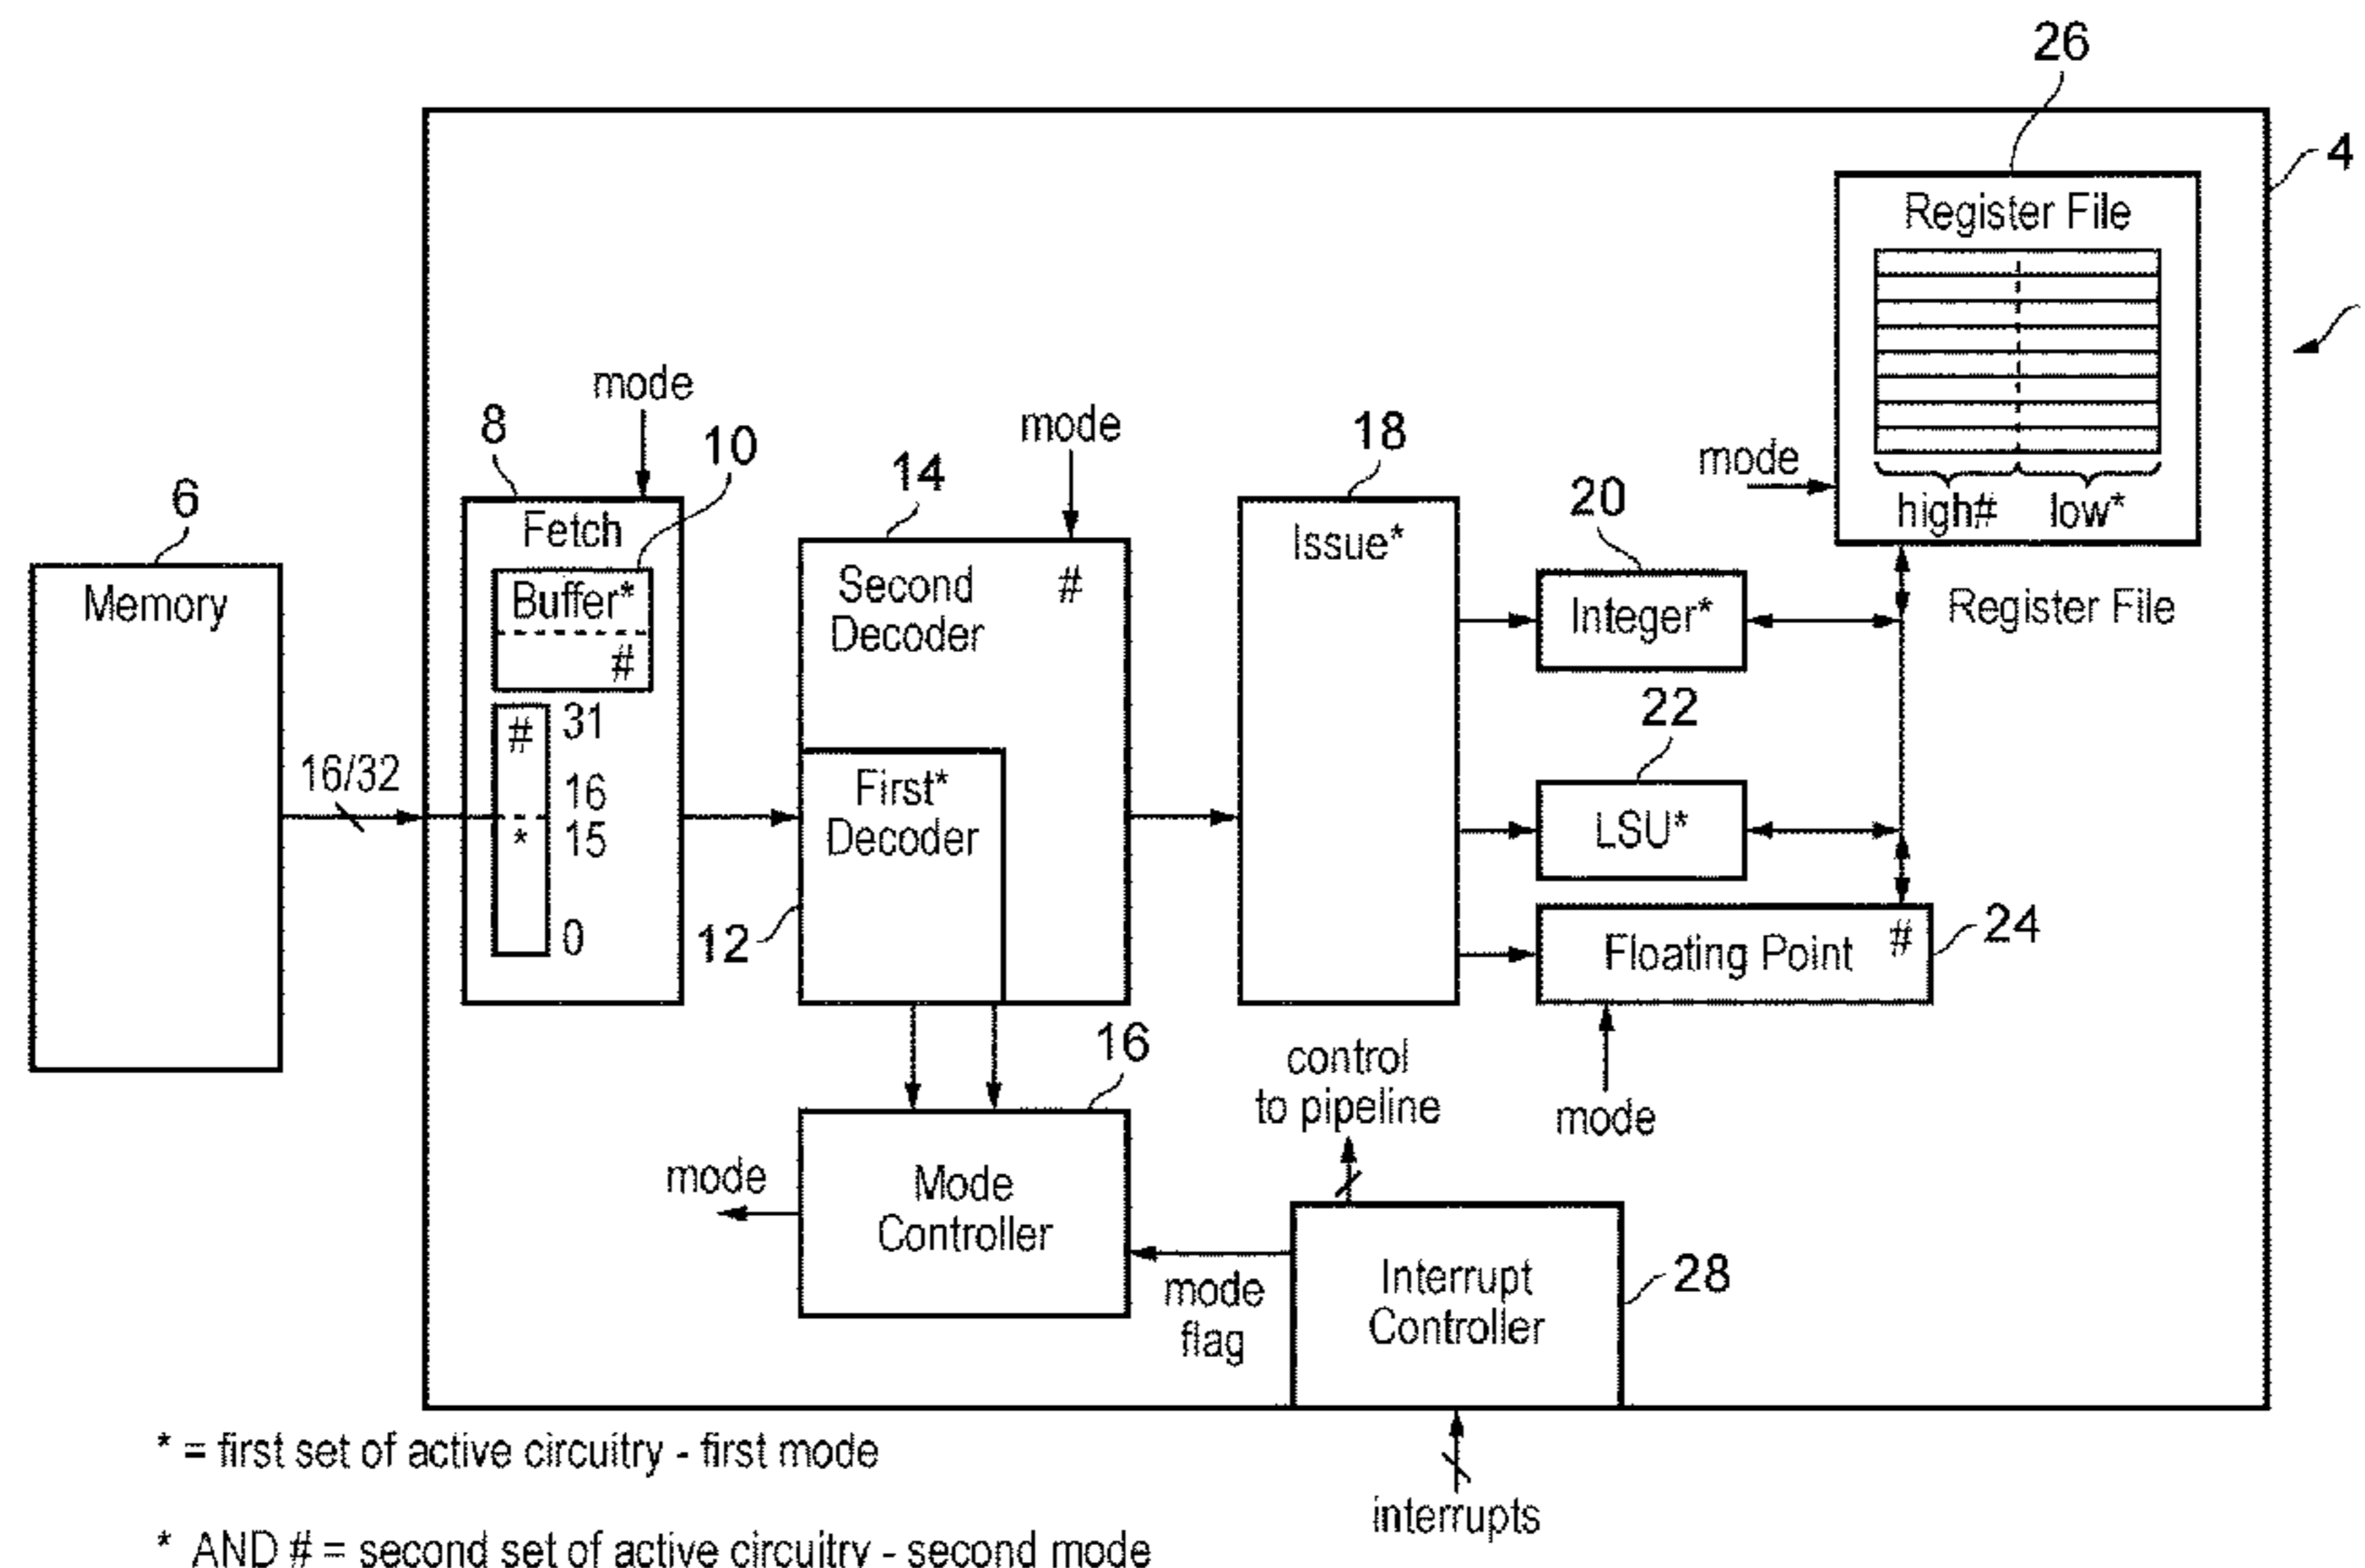 26
4
Register File
high# low*
mode
8
mode
10
Fetch
Buffer*
#
# 31
16
* 15
0
6
Memory
16/32
14
mode
Second #
Decoder
First*
Decoder
12
18
Issue*
20
Integer*
Register File
22
LSU*
Floating Point #
24
mode
16
Mode
Controller
mode
mode
flag
control
to pipeline
Interrupt
Controller
28
interrupts
* = first set of active circuitry - first mode
* AND # = second set of active circuitry - second mode